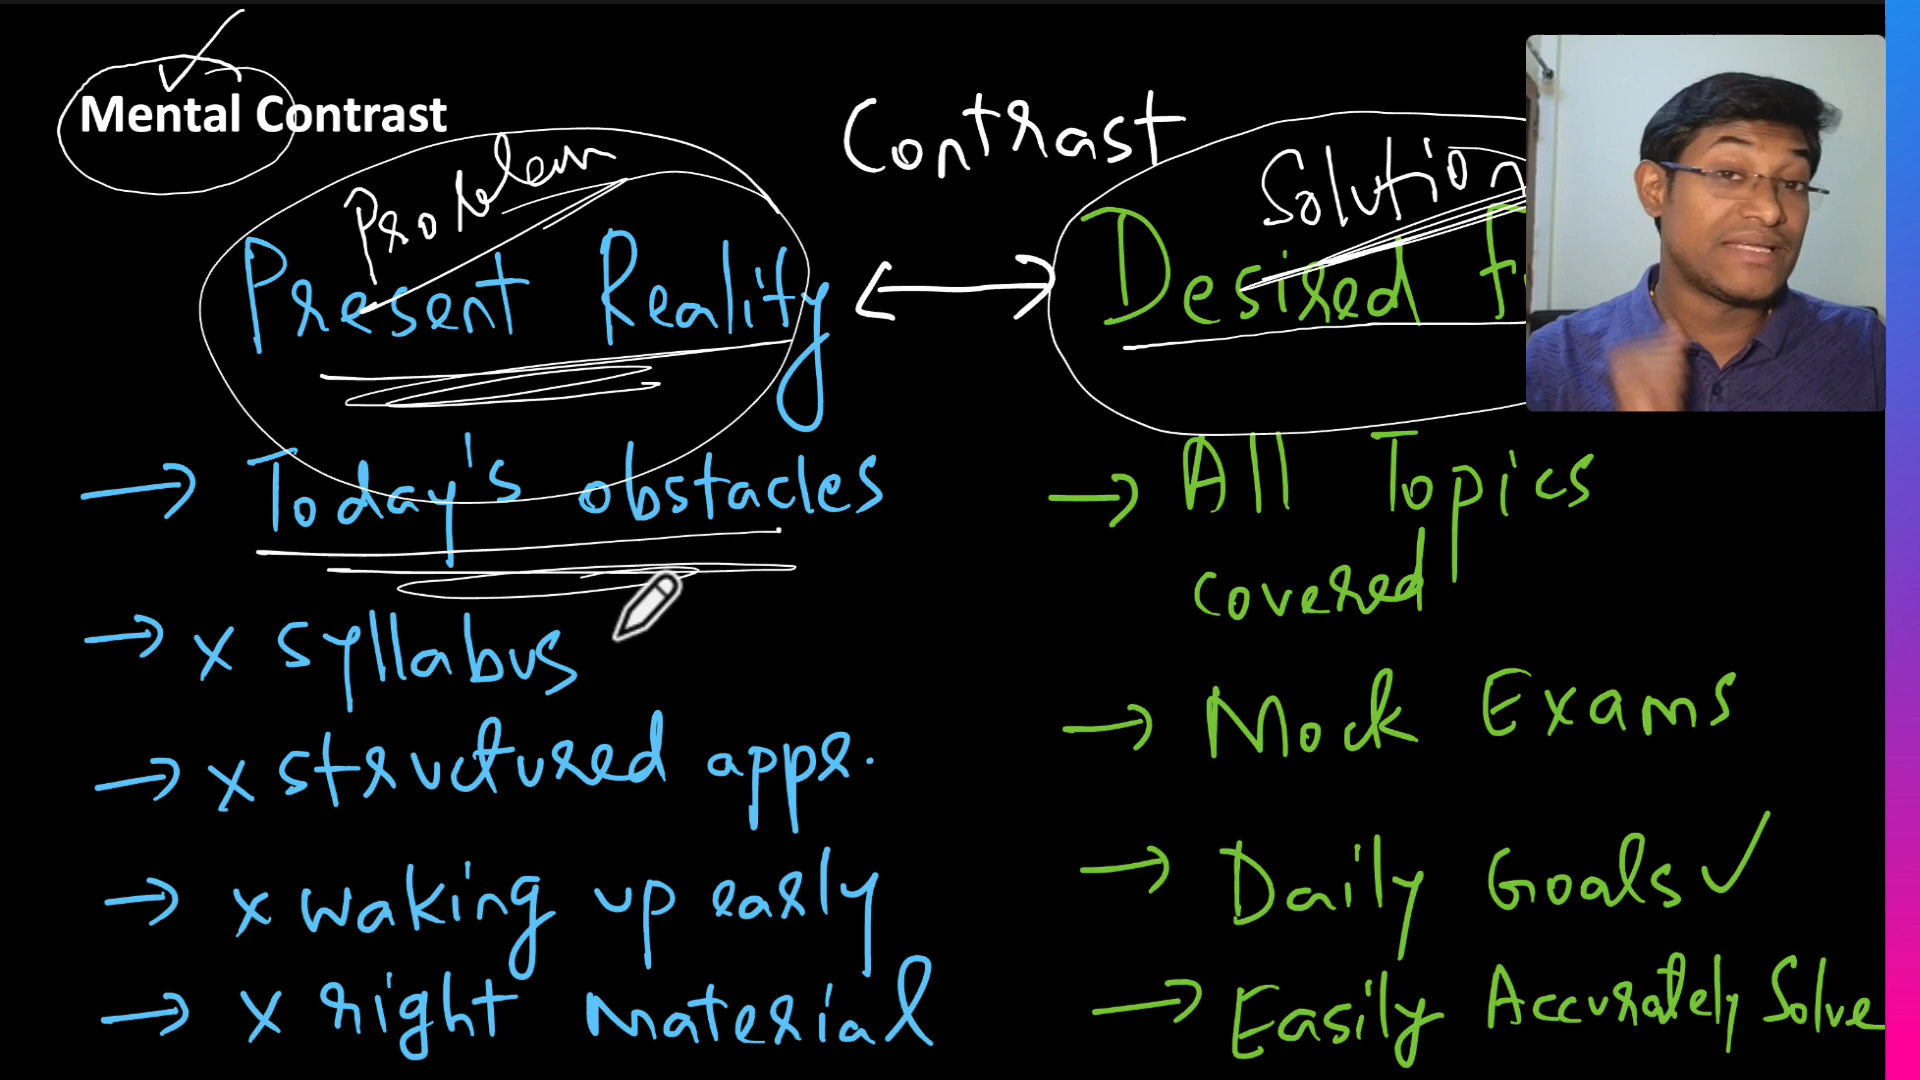 Mental Contrast
Contrast
Problem
Solution
Present Reality
Desired F
→ Today's obstacles
→ x syllabus
→ x structured appr.
→ x waking up early
→ x right material
→ All Topics
covered
→ Mock Exams
→ Daily Goals ✓
→ Easily Accurately Solve